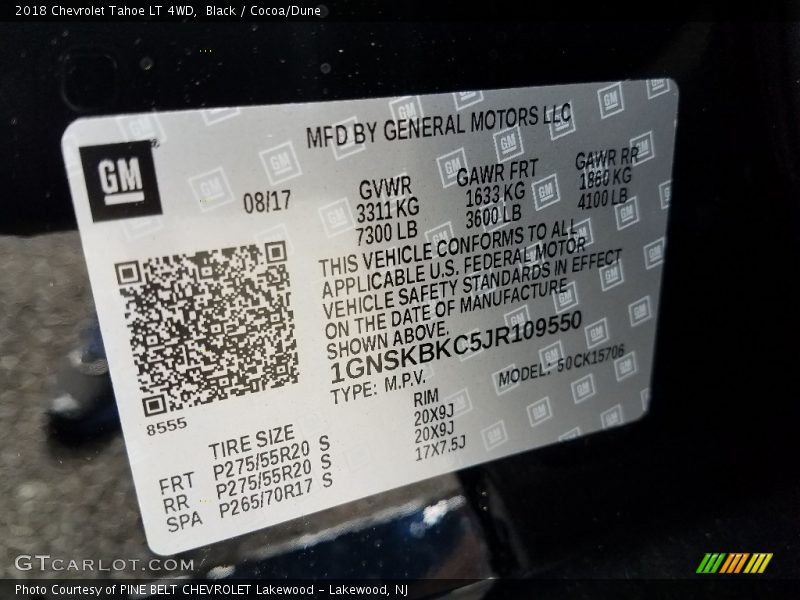 2018 Chevrolet Tahoe LT 4WD, Black / Cocoa/Dune
MFD BY GENERAL MOTORS LLC
GM
08/17
GVWR GAWR FRT GAWR RR
3311 KG 1633 KG 1860 KG
7300 LB 3600 LB 4100 LB
THIS VEHICLE CONFORMS TO ALL
APPLICABLE U.S. FEDERAL MOTOR
VEHICLE SAFETY STANDARDS IN EFFECT
ON THE DATE OF MANUFACTURE
SHOWN ABOVE.
1GNSKBKC5JR109550
TYPE: M.P.V. MODEL: 50CK15706
8555
TIRE SIZE RIM
FRT P275/55R20 S 20X9J
RR P275/55R20 S 20X9J
SPA P265/70R17 S 17X7.5J
GTcarlot.com
Photo Courtesy of PINE BELT CHEVROLET Lakewood - Lakewood, NJ